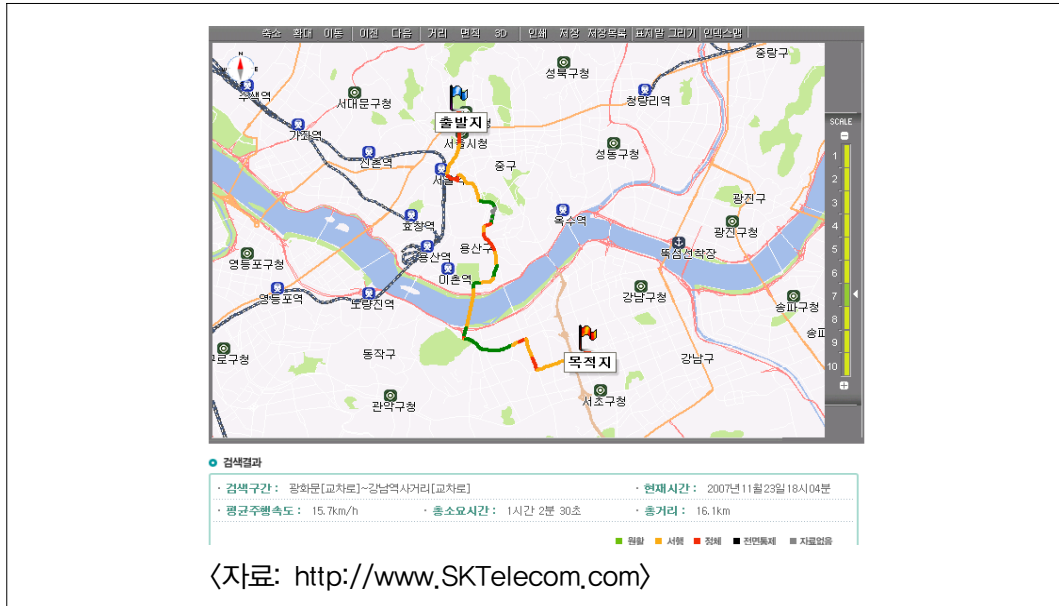 축소 확대 이동 이전 다음 거리 면적 3D 인쇄 저장 저장목록 표지말 그리기 인덱스맵
중랑구
성북구청
수색역
서대문구청
청량리역
출발지
SCALE
가좌역
서울시청
성동구청
신촌역
중구
1
서울역
2
광진구
3
효창역
옥수역
광진구청
4
용산구
영등포구청
용산역
뚝섬선착장
5
이촌역
6
강남구청
영등포역
노량진역
7
송파구청
8
송파
구로구청
동작구
목적지
강남구
9
10
관악구청
서초구청
검색결과
· 검색구간 : 광화문[교차로]~강남역사거리[교차로] · 현재시간 : 2007년11월23일18시04분
· 평균주행속도 : 15.7km/h · 총소요시간 : 1시간 2분 30초 · 총거리 : 16.1km
원활 서행 정체 전면통제 자료없음
〈자료: http://www.SKTelecom.com〉